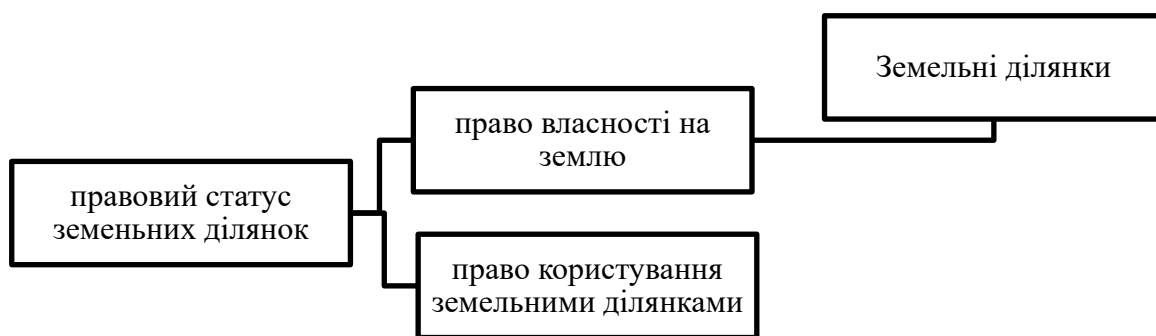 Земельні ділянки
право власності на
землю
правовий статус
земеньних ділянок
право користування
земельними ділянками